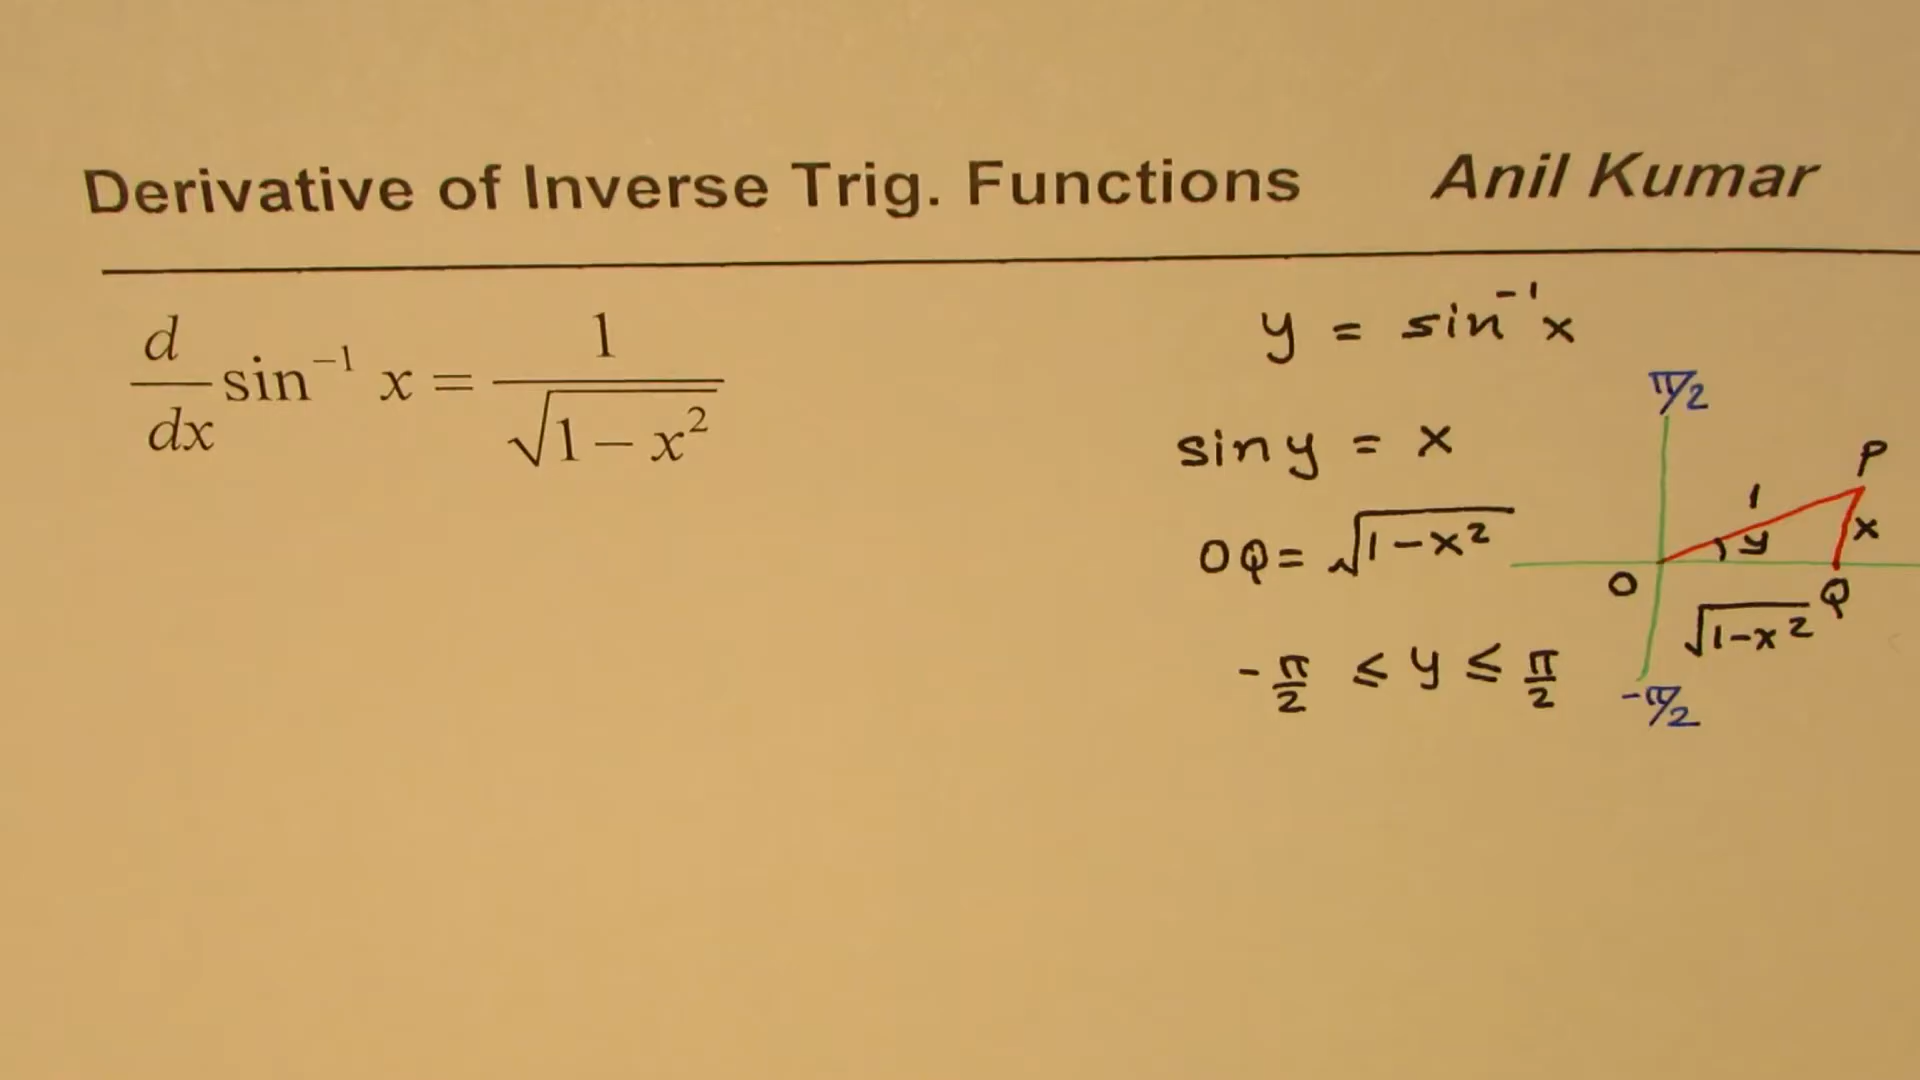 Derivative of Inverse Trig. Functions Anil Kumar
d/dx sin⁻¹ x = 1/√(1 − x²)
y = sin⁻¹x
sin y = x
OQ = √(1-x²)
-π/2 ≤ y ≤ π/2
π/2
P
1
x
y
O
Q
√(1-x²)
-π/2